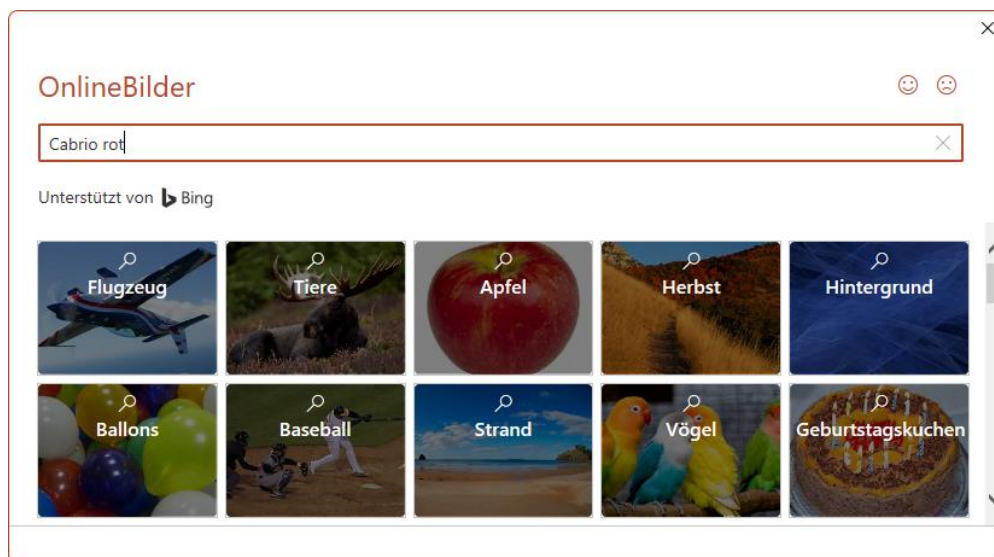 OnlineBilder
Cabrio rot
Unterstützt von Bing
Flugzeug
Tiere
Apfel
Herbst
Hintergrund
Ballons
Baseball
Strand
Vögel
Geburtstagskuchen